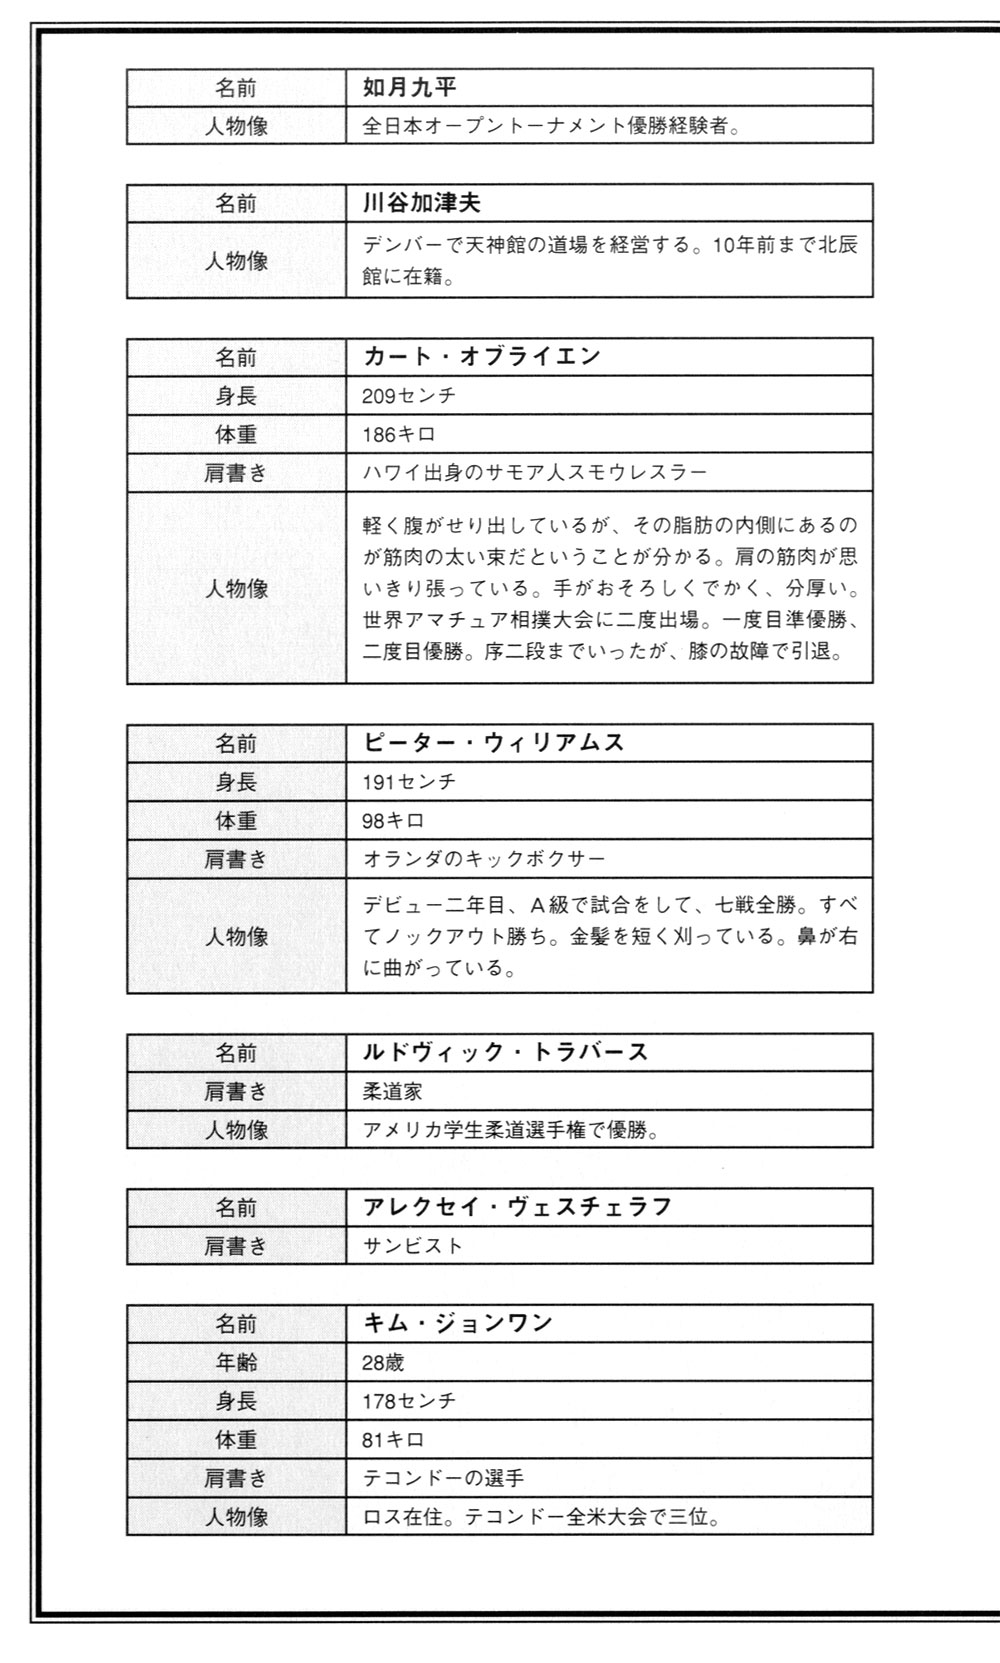 名前 如月九平
人物像 全日本オープントーナメント優勝経験者。
名前 川谷加津夫
人物像 デンバーで天神館の道場を経営する。10年前まで北辰
館に在籍。
名前 カート・オブライエン
身長 209センチ
体重 186キロ
肩書き ハワイ出身のサモア人スモウレスラー
人物像 軽く腹がせり出しているが、その脂肪の内側にあるの
が筋肉の太い束だということが分かる。肩の筋肉が思
いきり張っている。手がおそろしくでかく、分厚い。
世界アマチュア相撲大会に二度出場。一度目準優勝、
二度目優勝。序二段までいったが、膝の故障で引退。
名前 ピーター・ウィリアムス
身長 191センチ
体重 98キロ
肩書き オランダのキックボクサー
人物像 デビュー二年目、A級で試合をして、七戦全勝。すべ
てノックアウト勝ち。金髪を短く刈っている。鼻が右
に曲がっている。
名前 ルドヴィック・トラバース
肩書き 柔道家
人物像 アメリカ学生柔道選手権で優勝。
名前 アレクセイ・ヴェスチェラフ
肩書き サンビスト
名前 キム・ジョンワン
年齢 28歳
身長 178センチ
体重 81キロ
肩書き テコンドーの選手
人物像 ロス在住。テコンドー全米大会で三位。